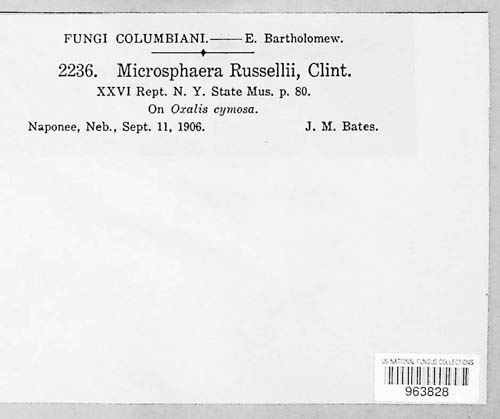 FUNGI COLUMBIANI.—E. Bartholomew.
2236. Microsphaera Russellii, Clint.
XXVI Rept. N. Y. State Mus. p. 80.
On Oxalis cymosa.
Naponee, Neb., Sept. 11, 1906. J. M. Bates.
US NATIONAL FUNGUS COLLECTIONS
963828